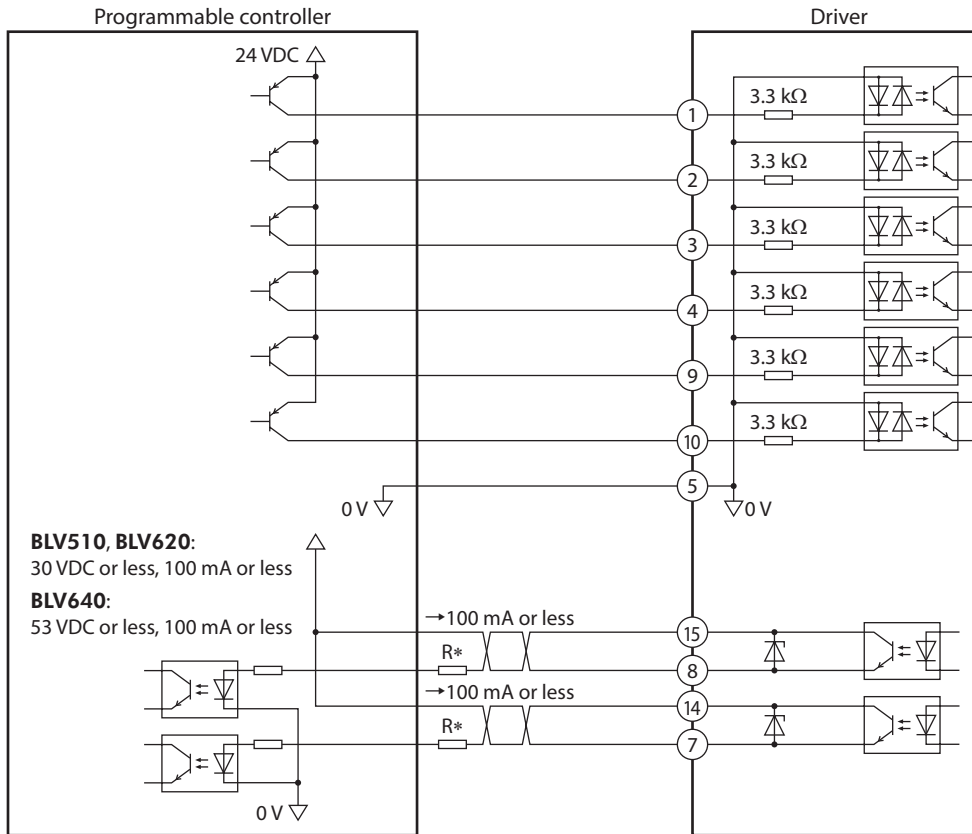 Programmable controller
Driver
24 VDC
3.3 kΩ
1
3.3 kΩ
2
3.3 kΩ
3
3.3 kΩ
4
3.3 kΩ
9
3.3 kΩ
10
5
0 V
0 V
BLV510, BLV620:
30 VDC or less, 100 mA or less
BLV640:
53 VDC or less, 100 mA or less
→100 mA or less
15
R*
8
→100 mA or less
14
R*
7
0 V